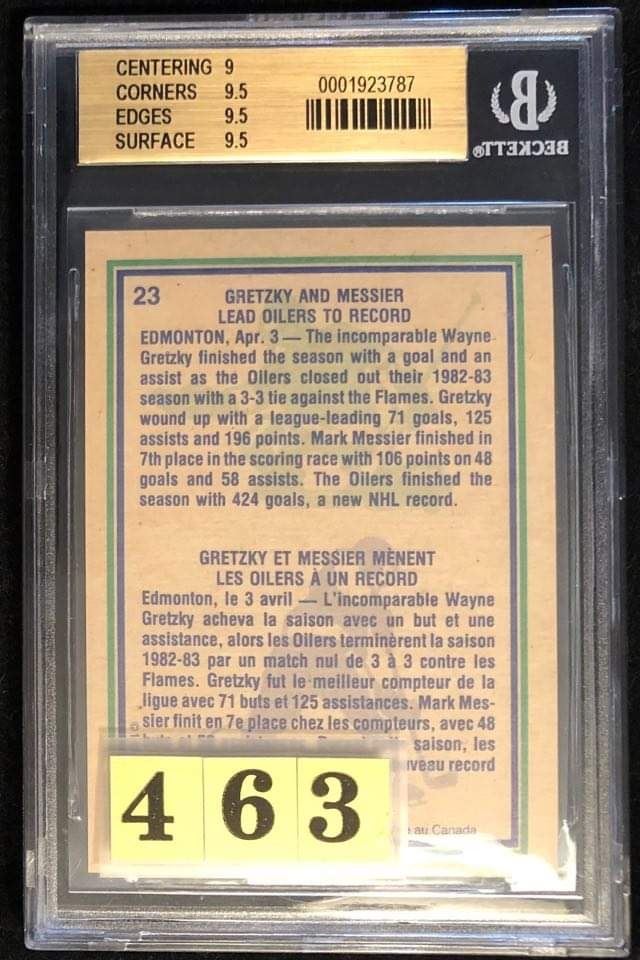 CENTERING 9
CORNERS 9.5
EDGES 9.5
SURFACE 9.5
0001923787
B
BECKETT®
23
GRETZKY AND MESSIER
LEAD OILERS TO RECORD
EDMONTON, Apr. 3 — The incomparable Wayne
Gretzky finished the season with a goal and an
assist as the Oilers closed out their 1982-83
season with a 3-3 tie against the Flames. Gretzky
wound up with a league-leading 71 goals, 125
assists and 196 points. Mark Messier finished in
7th place in the scoring race with 106 points on 48
goals and 58 assists. The Oilers finished the
season with 424 goals, a new NHL record.
GRETZKY ET MESSIER MÈNENT
LES OILERS À UN RECORD
Edmonton, le 3 avril — L'incomparable Wayne
Gretzky acheva la saison avec un but et une
assistance, alors les Oilers terminèrent la saison
1982-83 par un match nul de 3 à 3 contre les
Flames. Gretzky fut le meilleur compteur de la
ligue avec 71 buts et 125 assistances. Mark Mes-
sier finit en 7e place chez les compteurs, avec 48
saison, les
record
au Canada
463